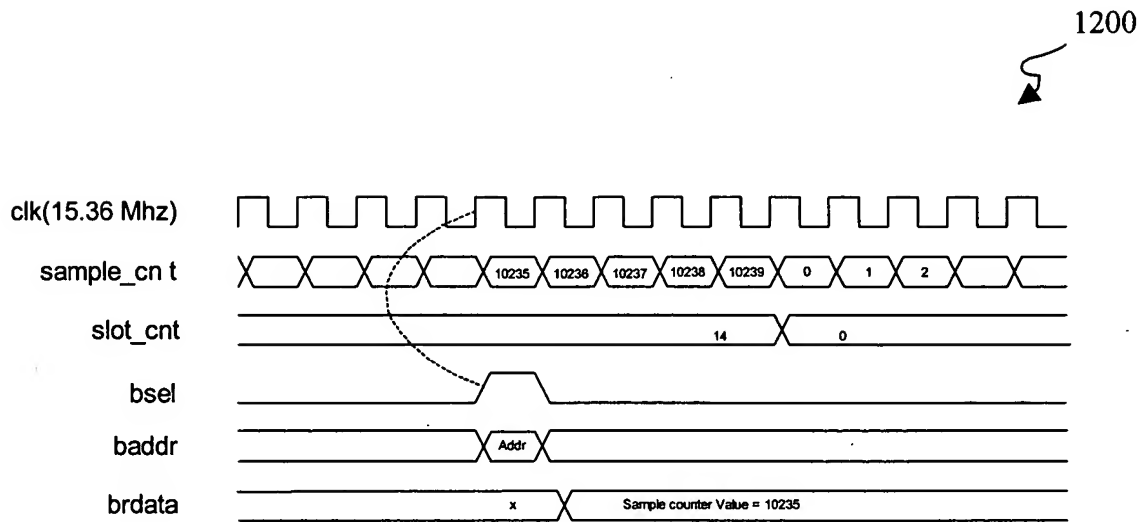 1200
clk(15.36 Mhz)
sample_cn t
10235 10236 10237 10238 10239 0 1 2
slot_cnt
14 0
bsel
baddr
Addr
brdata
x Sample counter Value = 10235